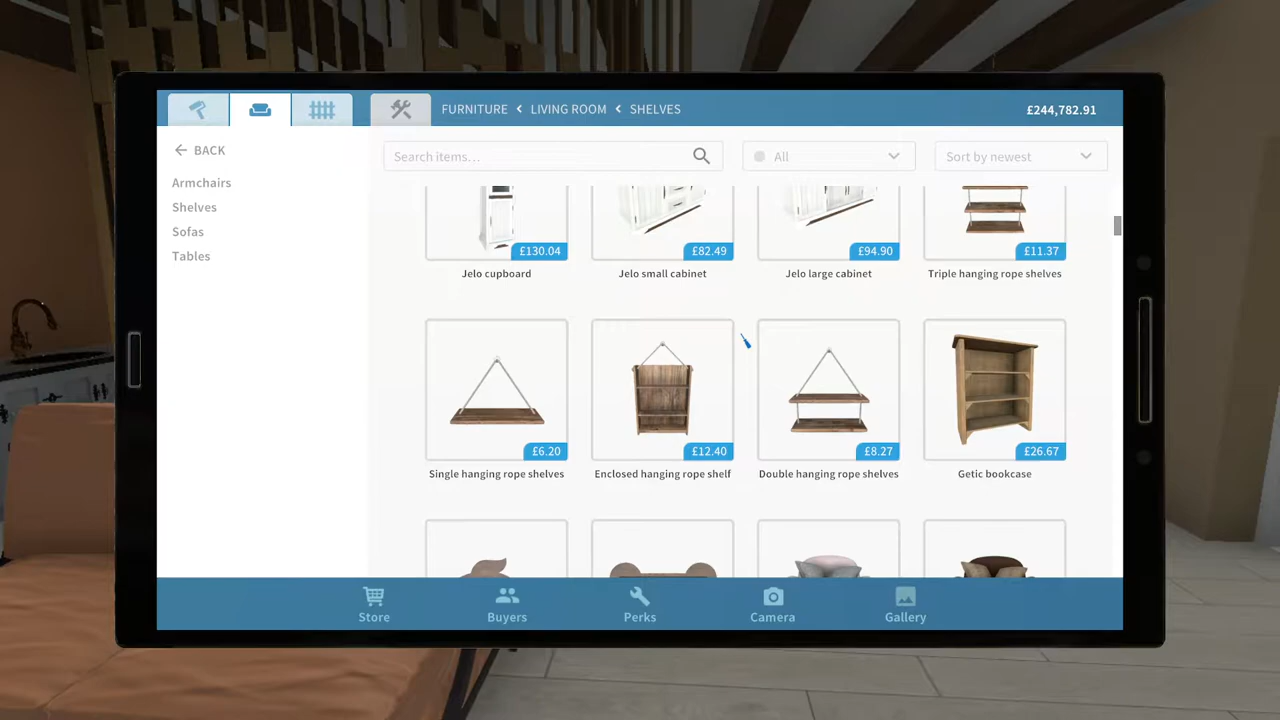 FURNITURE < LIVING ROOM < SHELVES
£244,782.91
BACK
Search items...
All
Sort by newest
Armchairs
Shelves
Sofas
Tables
£130.04
£82.49
£94.90
£11.37
Jelo cupboard
Jelo small cabinet
Jelo large cabinet
Triple hanging rope shelves
£6.20
£12.40
£8.27
£26.67
Single hanging rope shelves
Enclosed hanging rope shelf
Double hanging rope shelves
Getic bookcase
Store
Buyers
Perks
Camera
Gallery